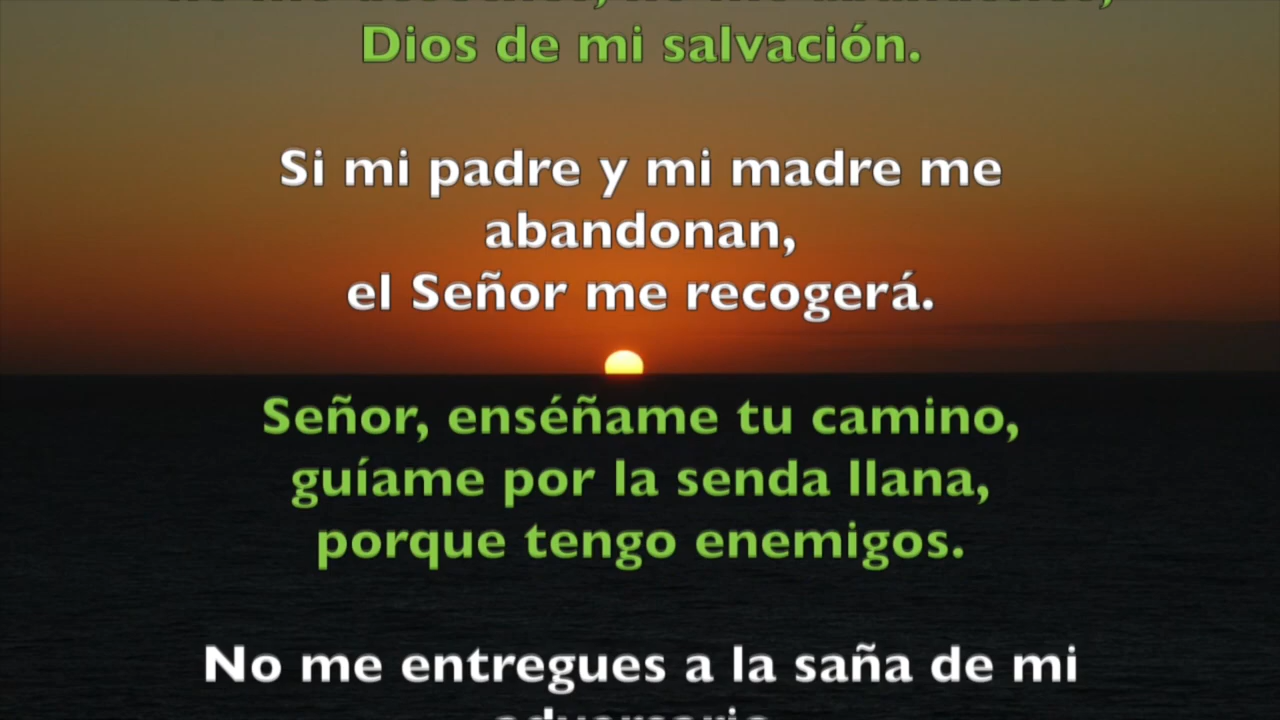 Dios de mi salvación.
Si mi padre y mi madre me
abandonan,
el Señor me recogerá.
Señor, enséñame tu camino,
guíame por la senda llana,
porque tengo enemigos.
No me entregues a la saña de mi